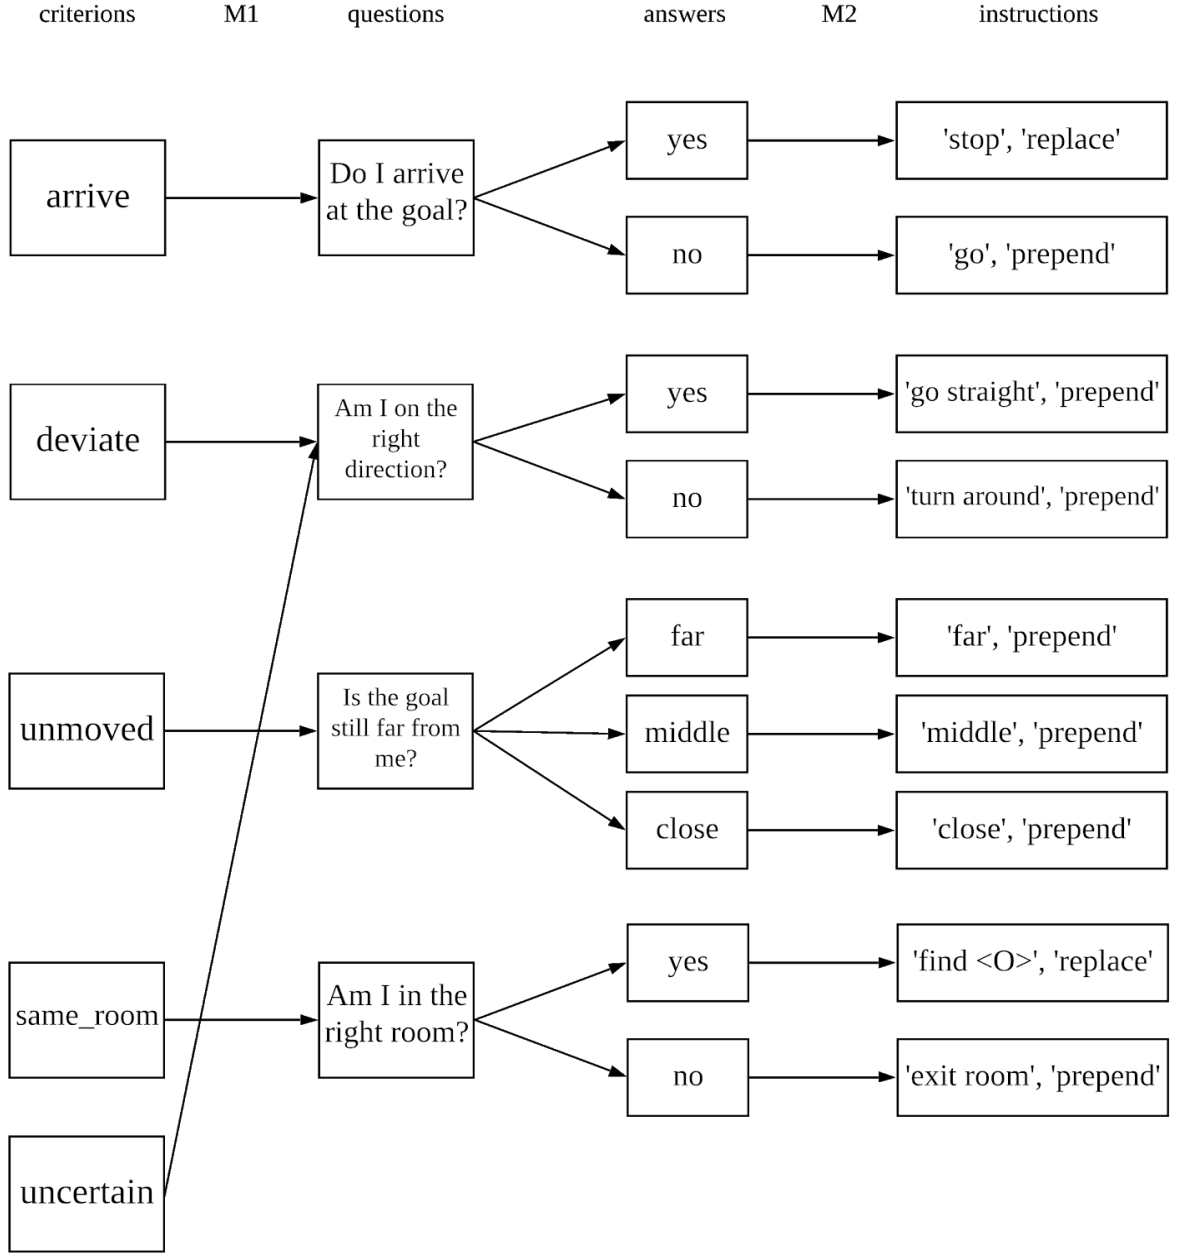 criterions M1 questions answers M2 instructions
arrive
Do I arrive
at the goal?
yes
'stop', 'replace'
no
'go', 'prepend'
deviate
Am I on the
right
direction?
yes
'go straight', 'prepend'
no
'turn around', 'prepend'
unmoved
Is the goal
still far from
me?
far
'far', 'prepend'
middle
'middle', 'prepend'
close
'close', 'prepend'
same_room
Am I in the
right room?
yes
'find <O>', 'replace'
no
'exit room', 'prepend'
uncertain